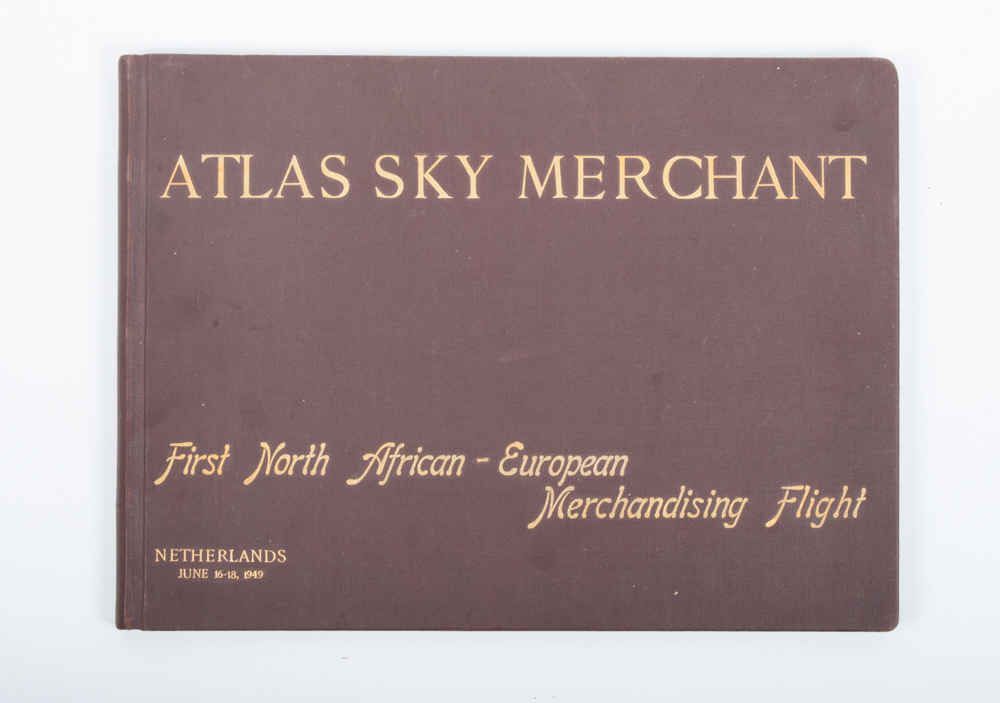 ATLAS SKY MERCHANT
First North African - European
Merchandising Flight
NETHERLANDS
JUNE 16-18, 1949